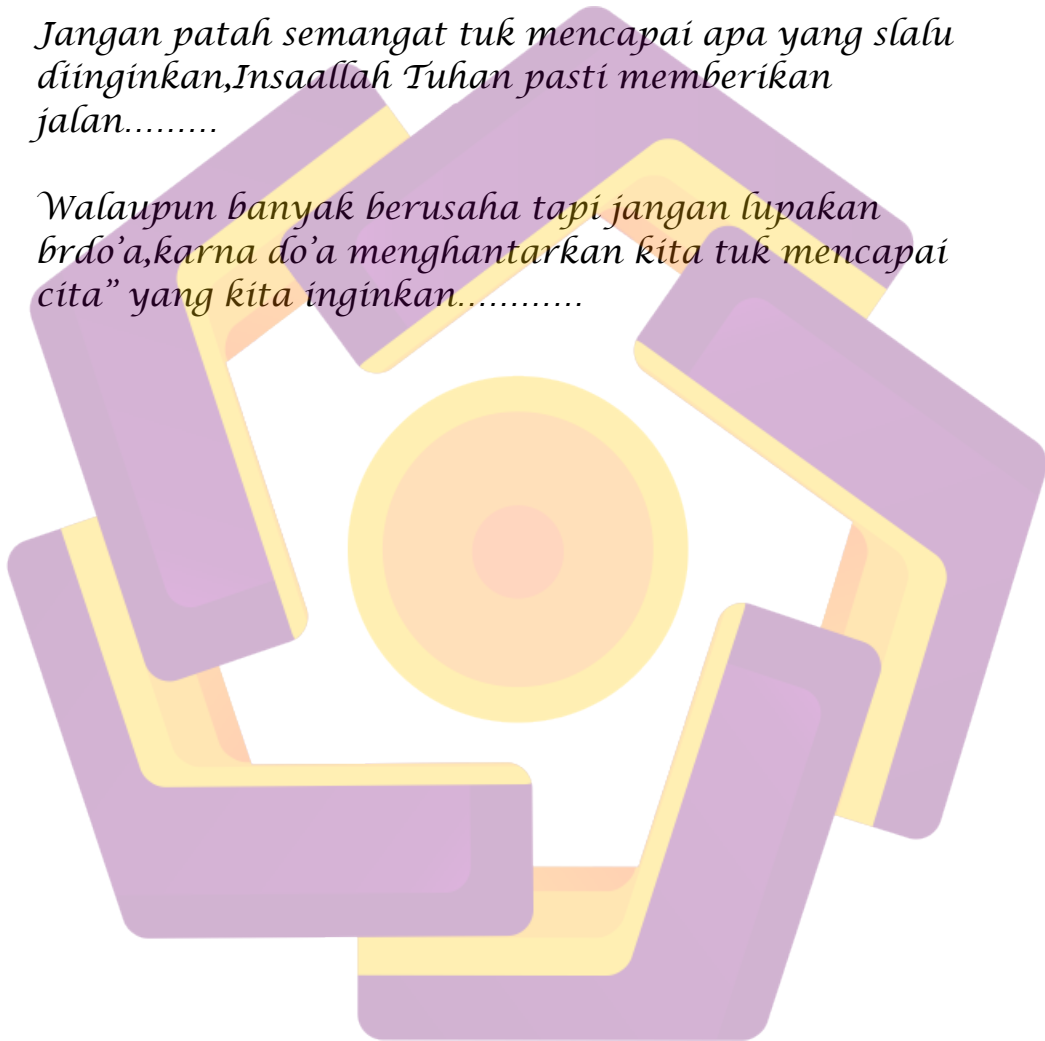 Jangan patah semangat tuk mencapai apa yang slalu
diinginkan,Insaallah Tuhan pasti memberikan
jalan.........
Walaupun banyak berusaha tapi jangan lupakan
brdo’a,karna do’a menghantarkan kita tuk mencapai
cita” yang kita inginkan............